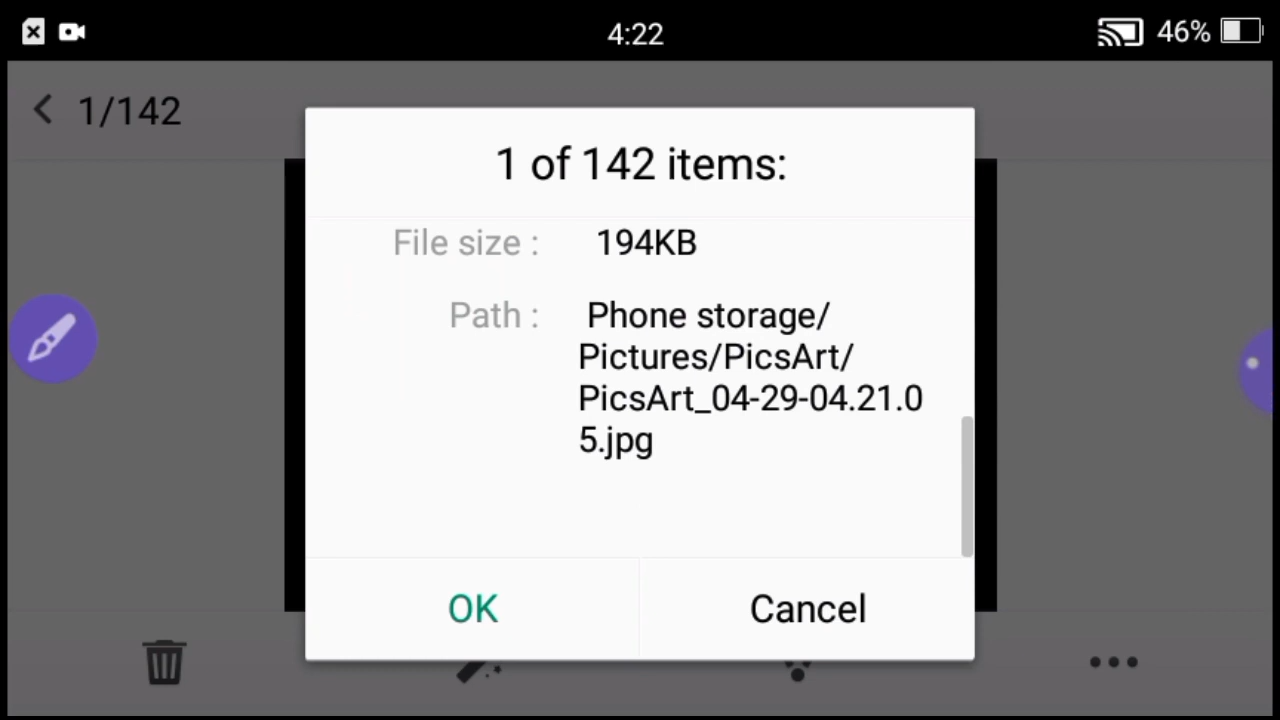 4:22
46%
1/142
1 of 142 items:
File size : 194KB
Path : Phone storage/
Pictures/PicsArt/
PicsArt_04-29-04.21.0
5.jpg
OK Cancel